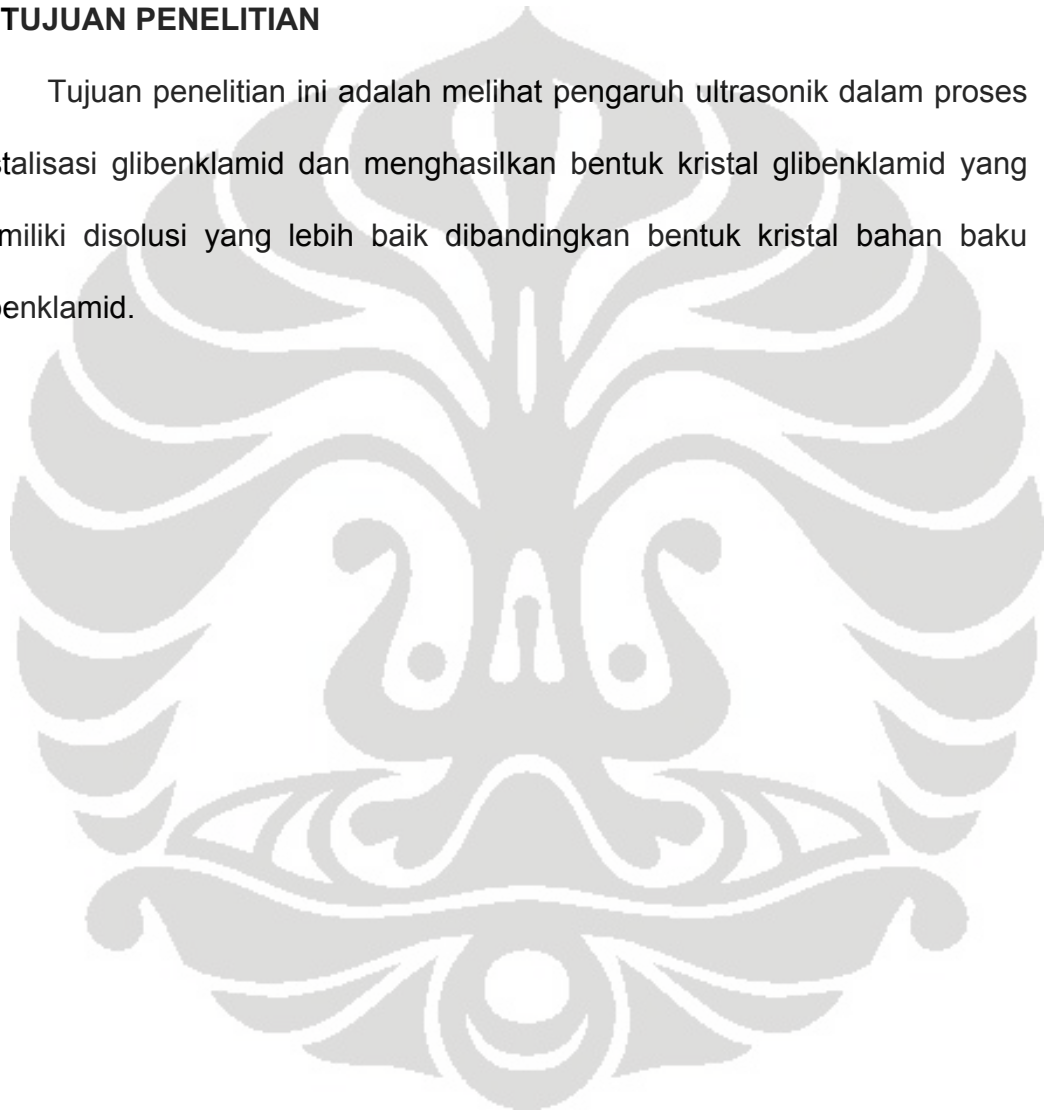 TUJUAN PENELITIAN
Tujuan penelitian ini adalah melihat pengaruh ultrasonik dalam proses
stalisasi glibenklamid dan menghasilkan bentuk kristal glibenklamid yang
miliki disolusi yang lebih baik dibandingkan bentuk kristal bahan baku
benklamid.